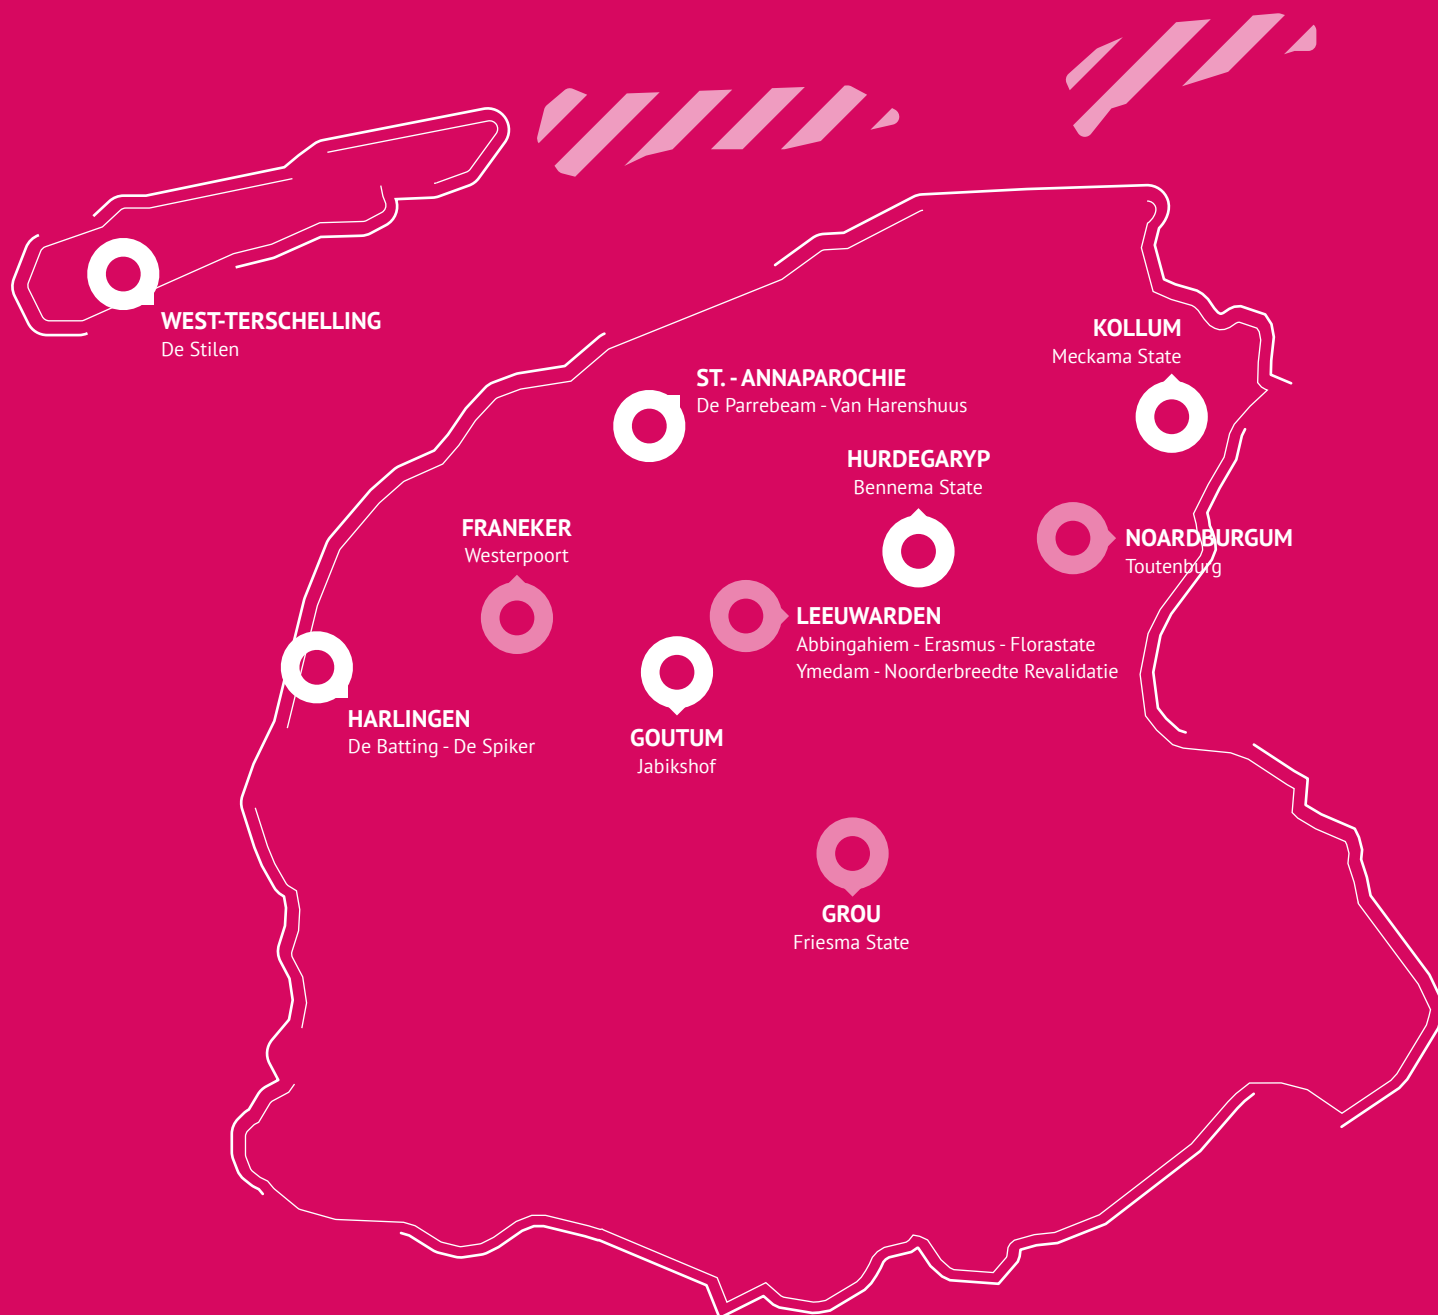 WEST-TERSCHELLING
De Stilen
KOLLUM
Meckama State
ST. - ANNAPAROCHIE
De Parrebeam - Van Harenshuus
HURDEGARYP
Bennema State
FRANEKER
Westerpoort
NOARDBURGUM
Toutenburg
LEEUWARDEN
Abbingahiem - Erasmus - Florastate
Ymedam - Noorderbreedte Revalidatie
HARLINGEN
De Batting - De Spiker
GOUTUM
Jabikshof
GROU
Friesma State